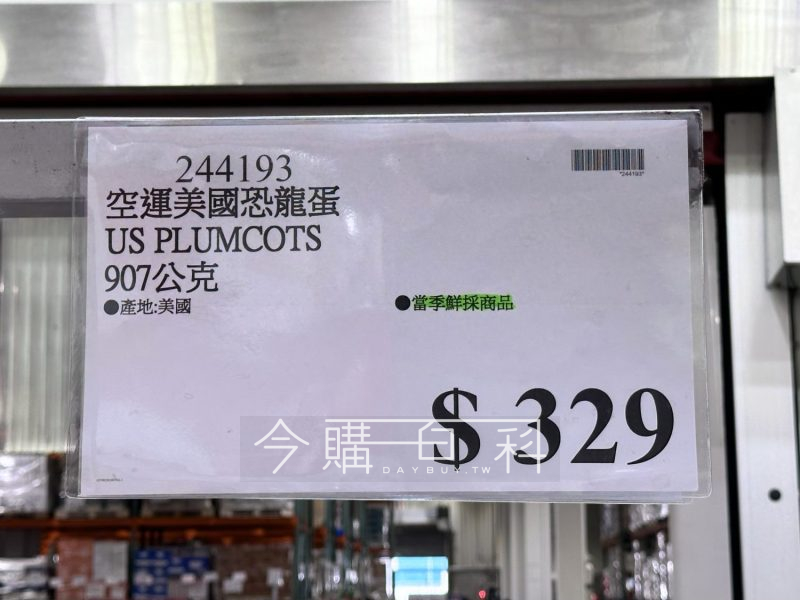 244193
*244193*
空運美國恐龍蛋
US PLUMCOTS
907公克
●產地:美國
●當季鮮採商品
$ 329
今購百科
DAYBUY.TW